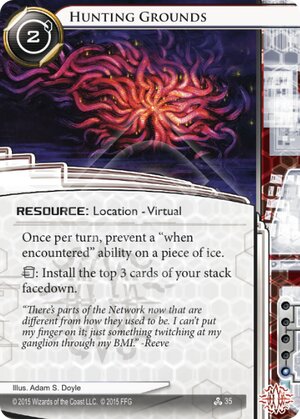 Hunting Grounds
2
RESOURCE: Location - Virtual
Once per turn, prevent a “when
encountered” ability on a piece of ice.
: Install the top 3 cards of your stack
facedown.
“There's parts of the Network now that are
different from how they used to be. I can't put
my finger on it; just something twitching at my
ganglion through my BMI.” -Reeve
Illus. Adam S. Doyle
© 2015 Wizards of the Coast LLC. © 2015 FFG
35